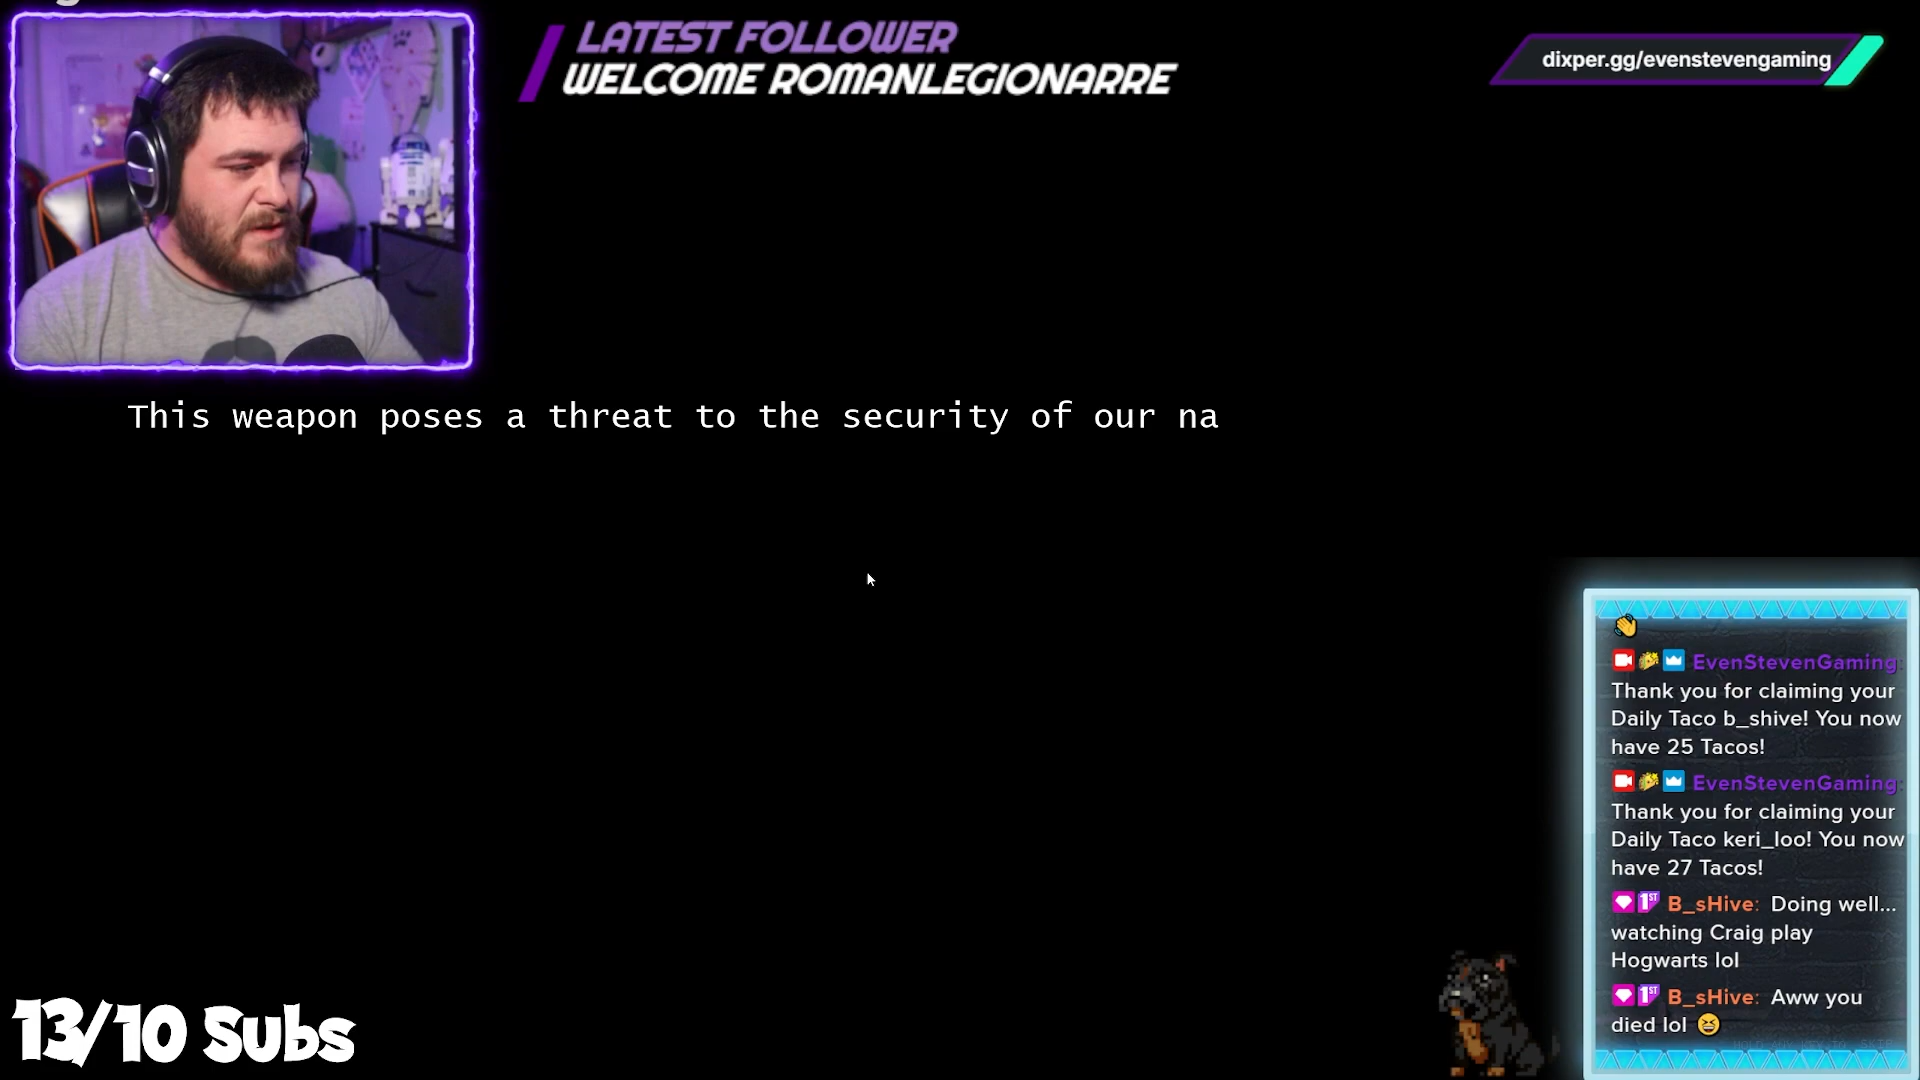 LATEST FOLLOWER
WELCOME ROMANLEGIONARRE
dixper.gg/evenstevengaming
This weapon poses a threat to the security of our na
👋
EvenStevenGaming:
Thank you for claiming your
Daily Taco b_shive! You now
have 25 Tacos!
EvenStevenGaming:
Thank you for claiming your
Daily Taco keri_loo! You now
have 27 Tacos!
1ST B_sHive: Doing well...
watching Craig play
Hogwarts lol
1ST B_sHive: Aww you
died lol 😆
13/10 Subs